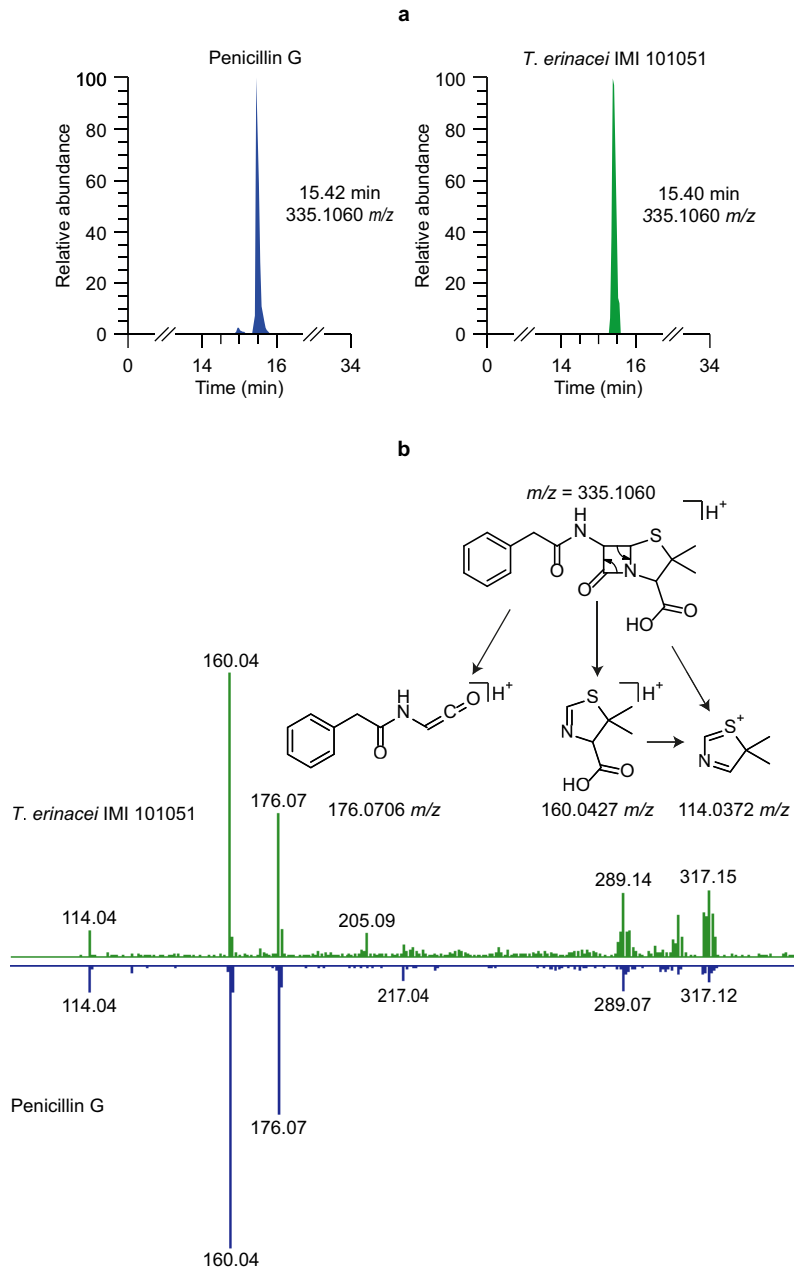 a
Penicillin G
T. erinacei IMI 101051
Relative abundance
100
80
60
40
20
0
15.42 min
335.1060 m/z
0
14
16
34
Time (min)
Relative abundance
100
80
60
40
20
0
15.40 min
335.1060 m/z
0
14
16
34
Time (min)
b
m/z = 335.1060
H+
H
N
O
S
N
O
O
HO
H+
H
N
O
C
O
H+
S
N
O
HO
S+
N
176.0706 m/z
160.0427 m/z
114.0372 m/z
T. erinacei IMI 101051
160.04
176.07
114.04
205.09
289.14
317.15
114.04
217.04
289.07
317.12
Penicillin G
176.07
160.04